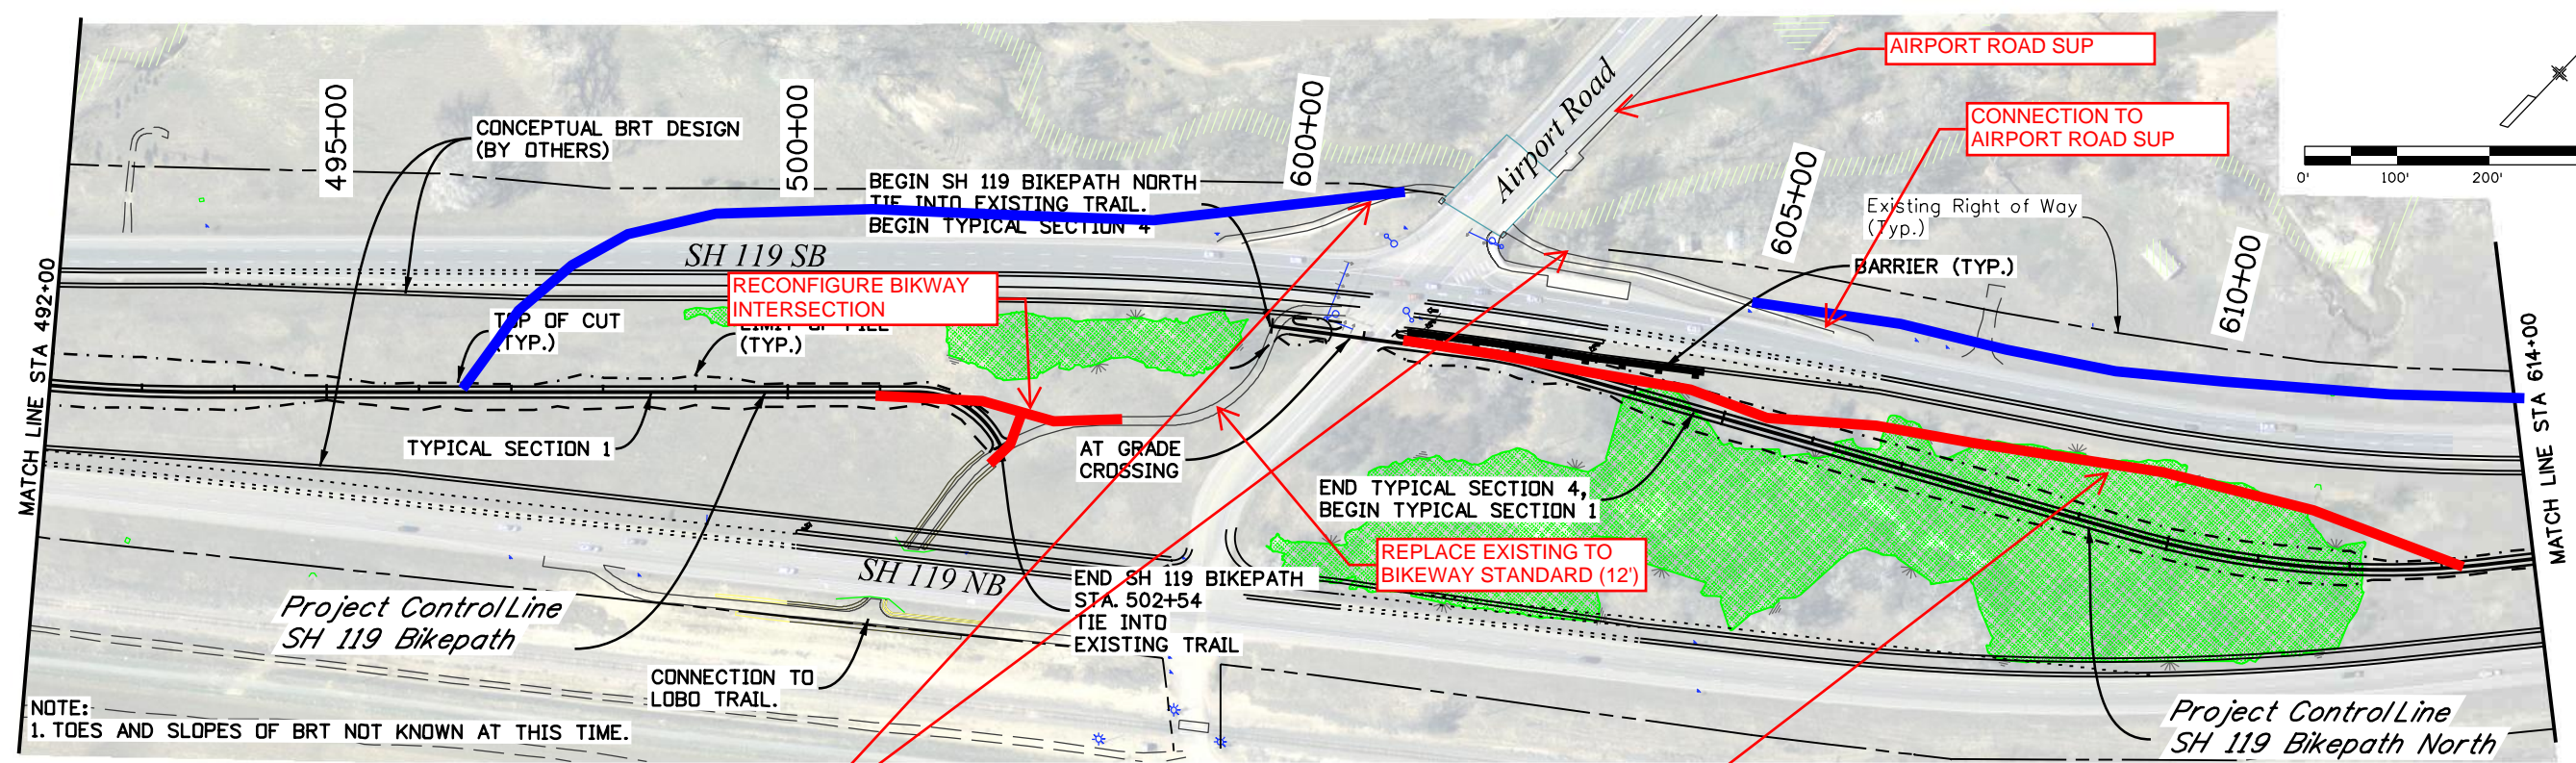 AIRPORT ROAD SUP
CONNECTION TO
AIRPORT ROAD SUP
0'
100'
200'
495+00
500+00
600+00
605+00
610+00
Airport Road
CONCEPTUAL BRT DESIGN
(BY OTHERS)
BEGIN SH 119 BIKEPATH NORTH
TIE INTO EXISTING TRAIL.
BEGIN TYPICAL SECTION 4
Existing Right of Way
(Typ.)
SH 119 SB
BARRIER (TYP.)
RECONFIGURE BIKWAY
INTERSECTION
TOP OF CUT
(TYP.)
LIMIT OF FILL
(TYP.)
MATCH LINE STA 492+00
MATCH LINE STA 614+00
TYPICAL SECTION 1
AT GRADE
CROSSING
END TYPICAL SECTION 4,
BEGIN TYPICAL SECTION 1
REPLACE EXISTING TO
BIKEWAY STANDARD (12')
SH 119 NB
END SH 119 BIKEPATH
STA. 502+54
TIE INTO
EXISTING TRAIL
Project Control Line
SH 119 Bikepath
CONNECTION TO
LOBO TRAIL.
NOTE:
1. TOES AND SLOPES OF BRT NOT KNOWN AT THIS TIME.
Project Control Line
SH 119 Bikepath North